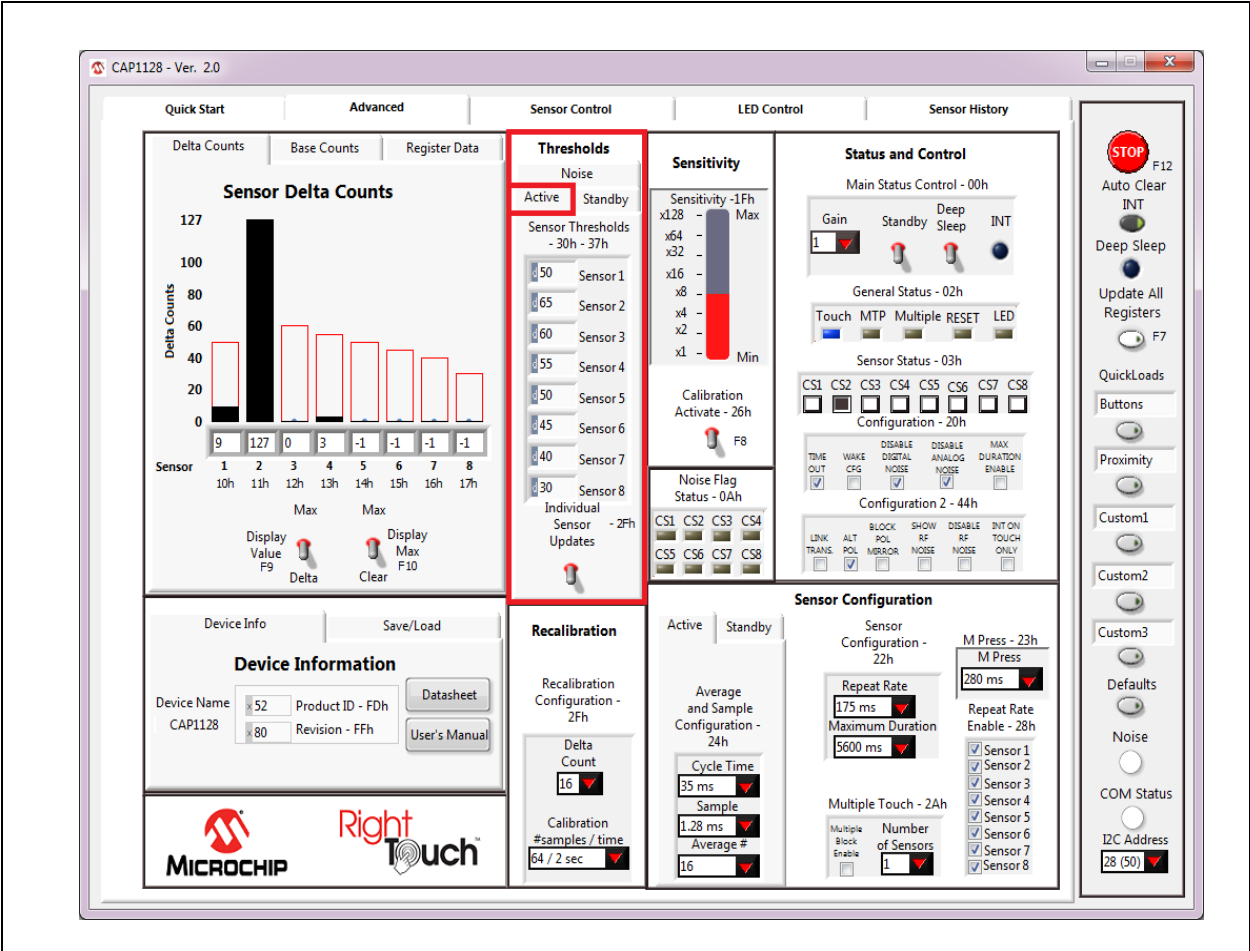 CAP1128 - Ver. 2.0
Quick Start
Advanced
Sensor Control
LED Control
Sensor History
Delta Counts
Base Counts
Register Data
Sensor Delta Counts
Delta Counts
127
100
80
60
40
20
0
9 127 0 3 -1 -1 -1 -1
Sensor 1 2 3 4 5 6 7 8
10h 11h 12h 13h 14h 15h 16h 17h
Max
Display
Value
F9
Delta
Max
Display
Max
F10
Clear
Thresholds
Noise
Active
Standby
Sensor Thresholds
- 30h - 37h
d 50 Sensor 1
d 65 Sensor 2
d 60 Sensor 3
d 55 Sensor 4
d 50 Sensor 5
d 45 Sensor 6
d 40 Sensor 7
d 30 Sensor 8
Individual
Sensor - 2Fh
Updates
Sensitivity
Sensitivity -1Fh
x128 Max
x64
x32
x16
x8
x4
x2
x1 Min
Calibration
Activate - 26h
F8
Noise Flag
Status - 0Ah
CS1 CS2 CS3 CS4
CS5 CS6 CS7 CS8
Status and Control
Main Status Control - 00h
Gain
1
Standby
Deep
Sleep
INT
General Status - 02h
Touch MTP Multiple RESET LED
Sensor Status - 03h
CS1 CS2 CS3 CS4 CS5 CS6 CS7 CS8
Configuration - 20h
TIME
OUT
WAKE
CFG
DISABLE
DIGITAL
NOISE
DISABLE
ANALOG
NOISE
MAX
DURATION
ENABLE
Configuration 2 - 44h
LINK
TRANS.
ALT
POL
BLOCK
POL
MIRROR
SHOW
RF
NOISE
DISABLE
RF
NOISE
INT ON
TOUCH
ONLY
Device Info
Save/Load
Device Information
Device Name
CAP1128
x 52 Product ID - FDh
x 80 Revision - FFh
Datasheet
User's Manual
MICROCHIP
Right
Touch™
Recalibration
Recalibration
Configuration -
2Fh
Delta
Count
16
Calibration
#samples / time
64 / 2 sec
Sensor Configuration
Active
Standby
Average
and Sample
Configuration -
24h
Cycle Time
35 ms
Sample
1.28 ms
Average #
16
Sensor
Configuration -
22h
Repeat Rate
175 ms
Maximum Duration
5600 ms
Multiple Touch - 2Ah
Multiple
Block
Enable
Number
of Sensors
1
M Press - 23h
M Press
280 ms
Repeat Rate
Enable - 28h
Sensor 1
Sensor 2
Sensor 3
Sensor 4
Sensor 5
Sensor 6
Sensor 7
Sensor 8
STOP
F12
Auto Clear
INT
Deep Sleep
Update All
Registers
F7
QuickLoads
Buttons
Proximity
Custom1
Custom2
Custom3
Defaults
Noise
COM Status
I2C Address
28 (50)